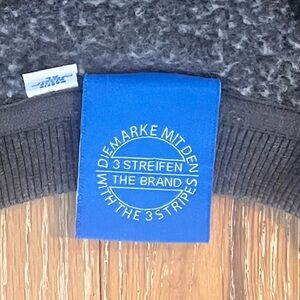 DIE MARKE MIT DEN
3 STREIFEN
THE BRAND
WITH THE 3 STRIPES